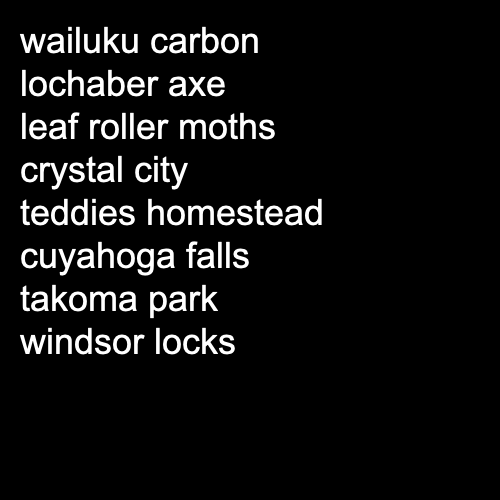 wailuku carbon
lochaber axe
leaf roller moths
crystal city
teddies homestead
cuyahoga falls
takoma park
windsor locks